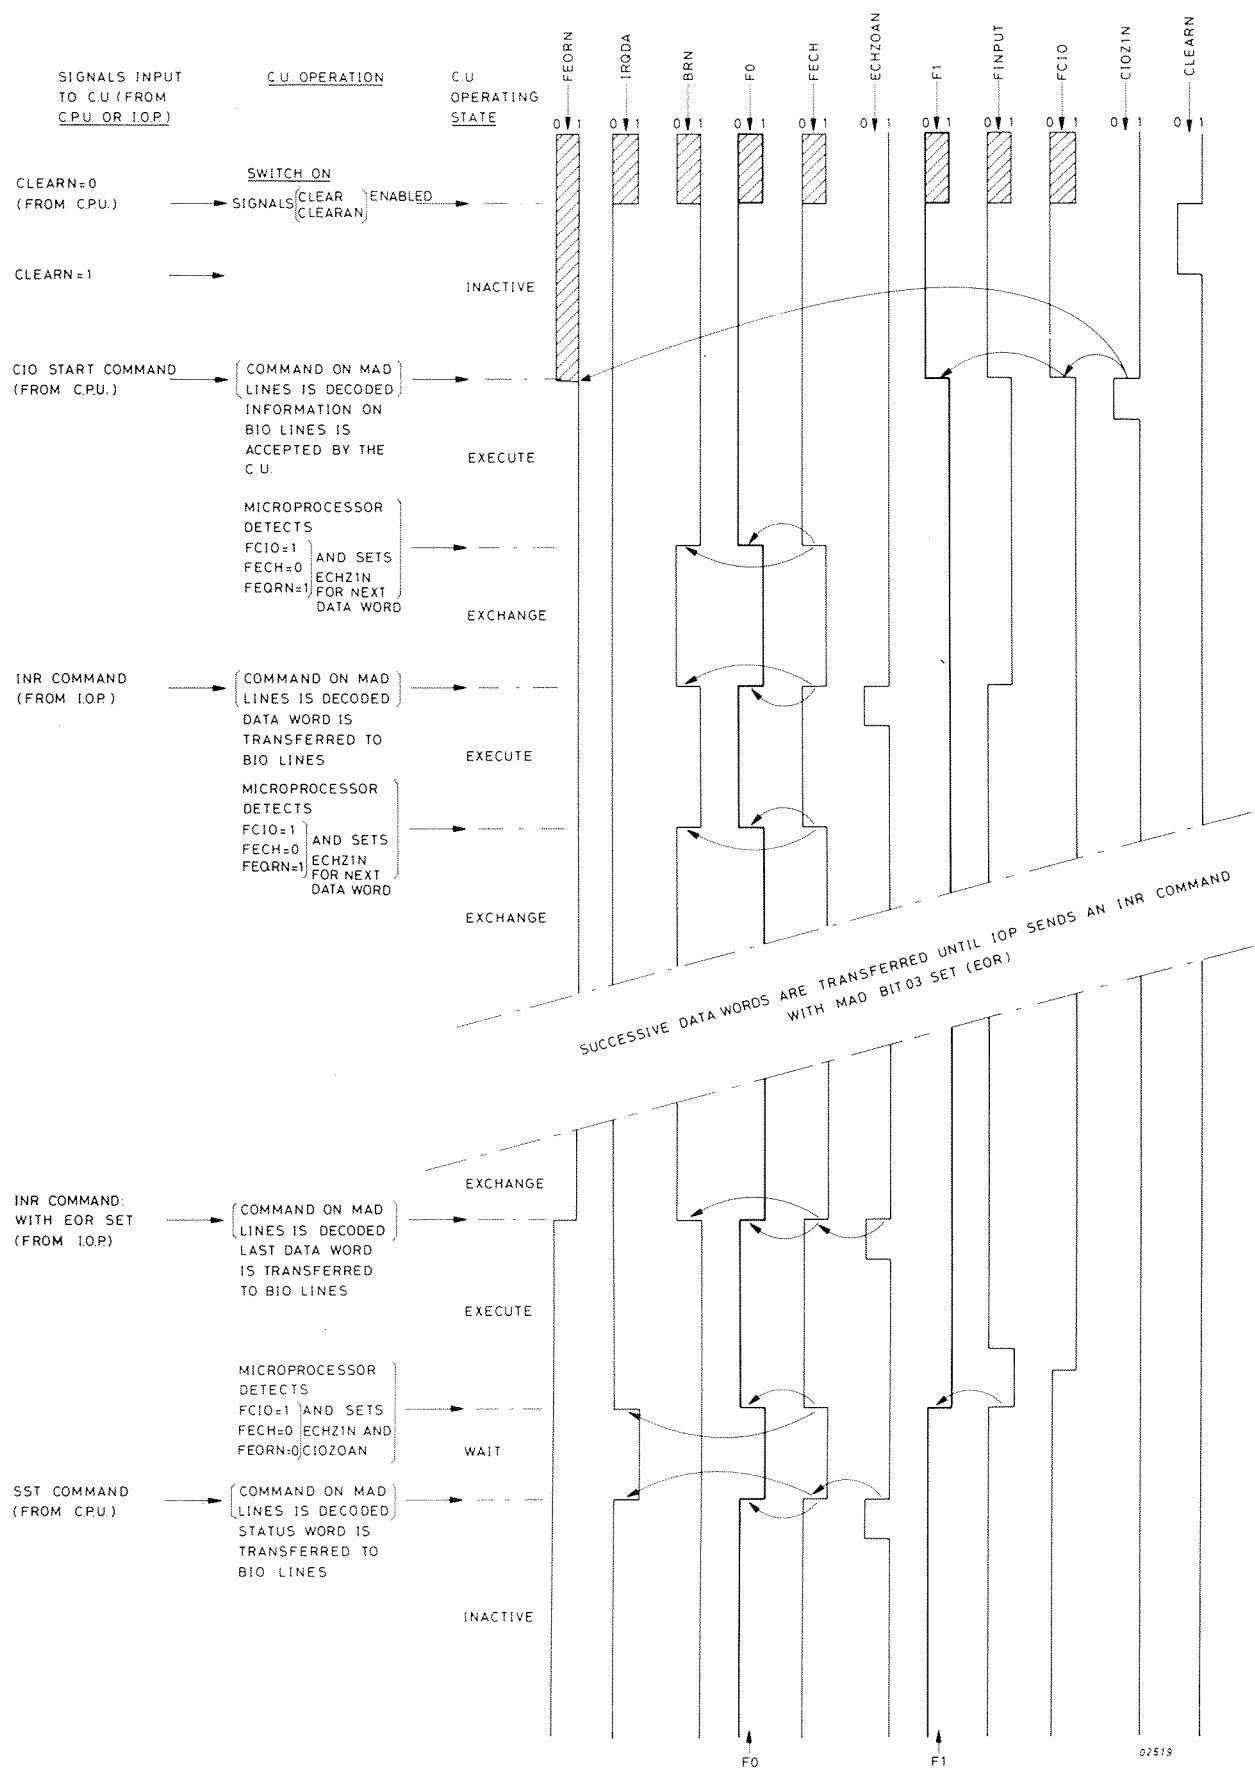 SIGNALS INPUT
TO C.U (FROM
C.P.U. OR I.O.P.)
C.U. OPERATION
C.U
OPERATING
STATE
FEORN
IRQDA
BRN
F0
FECH
ECHZOAN
F1
FINPUT
FCIO
CIOZ1N
CLEARN
0 1
0 1
0 1
0 1
0 1
0 1
0 1
0 1
0 1
0 1
0 1
CLEARN=0
(FROM C.P.U.)
SWITCH ON
SIGNALS CLEAR ENABLED
CLEARAN
CLEARN=1
INACTIVE
CIO START COMMAND
(FROM C.P.U.)
COMMAND ON MAD
LINES IS DECODED
INFORMATION ON
BIO LINES IS
ACCEPTED BY THE
C.U.
EXECUTE
MICROPROCESSOR
DETECTS
FCIO=1
FECH=0
FEQRN=1
AND SETS
ECHZ1N
FOR NEXT
DATA WORD
EXCHANGE
INR COMMAND
(FROM I.O.P.)
COMMAND ON MAD
LINES IS DECODED
DATA WORD IS
TRANSFERRED TO
BIO LINES
EXECUTE
MICROPROCESSOR
DETECTS
FCIO=1
FECH=0
FEQRN=1
AND SETS
ECHZ1N
FOR NEXT
DATA WORD
EXCHANGE
SUCCESSIVE DATA WORDS ARE TRANSFERRED UNTIL IOP SENDS AN INR COMMAND
WITH MAD BIT 03 SET (EOR)
EXCHANGE
INR COMMAND:
WITH EOR SET
(FROM I.O.P.)
COMMAND ON MAD
LINES IS DECODED
LAST DATA WORD
IS TRANSFERRED
TO BIO LINES
EXECUTE
MICROPROCESSOR
DETECTS
FCIO=1
FECH=0
FEORN=0
AND SETS
ECHZ1N AND
CIOZOAN
WAIT
SST COMMAND
(FROM C.P.U.)
COMMAND ON MAD
LINES IS DECODED
STATUS WORD IS
TRANSFERRED TO
BIO LINES
INACTIVE
F0
F1
02519